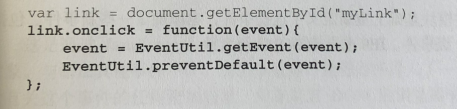 var link = document.getElementById("myLink");
link.onclick = function(event){
    event = EventUtil.getEvent(event);
    EventUtil.preventDefault(event);
};